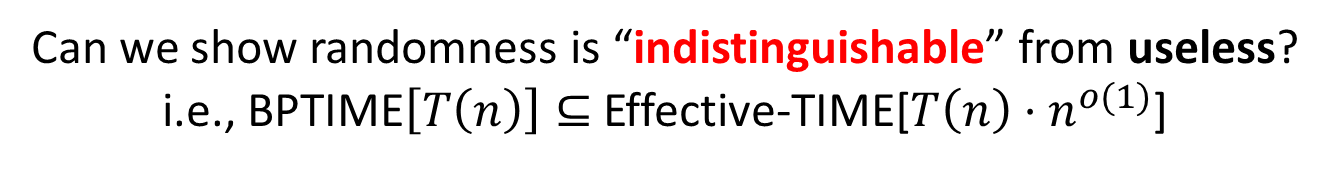 Can we show randomness is “indistinguishable” from useless?
i.e., BPTIME[T(n)] ⊆ Effective-TIME[T(n) · n^{o(1)}]